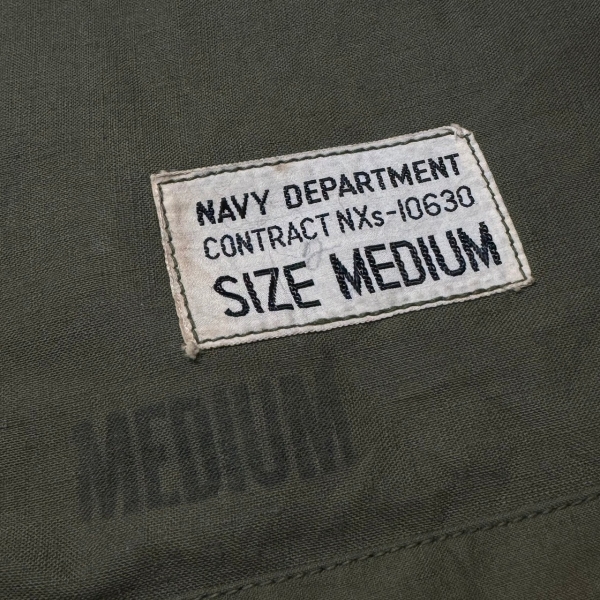 NAVY DEPARTMENT
CONTRACT NXs-10630
SIZE MEDIUM
MEDIUM